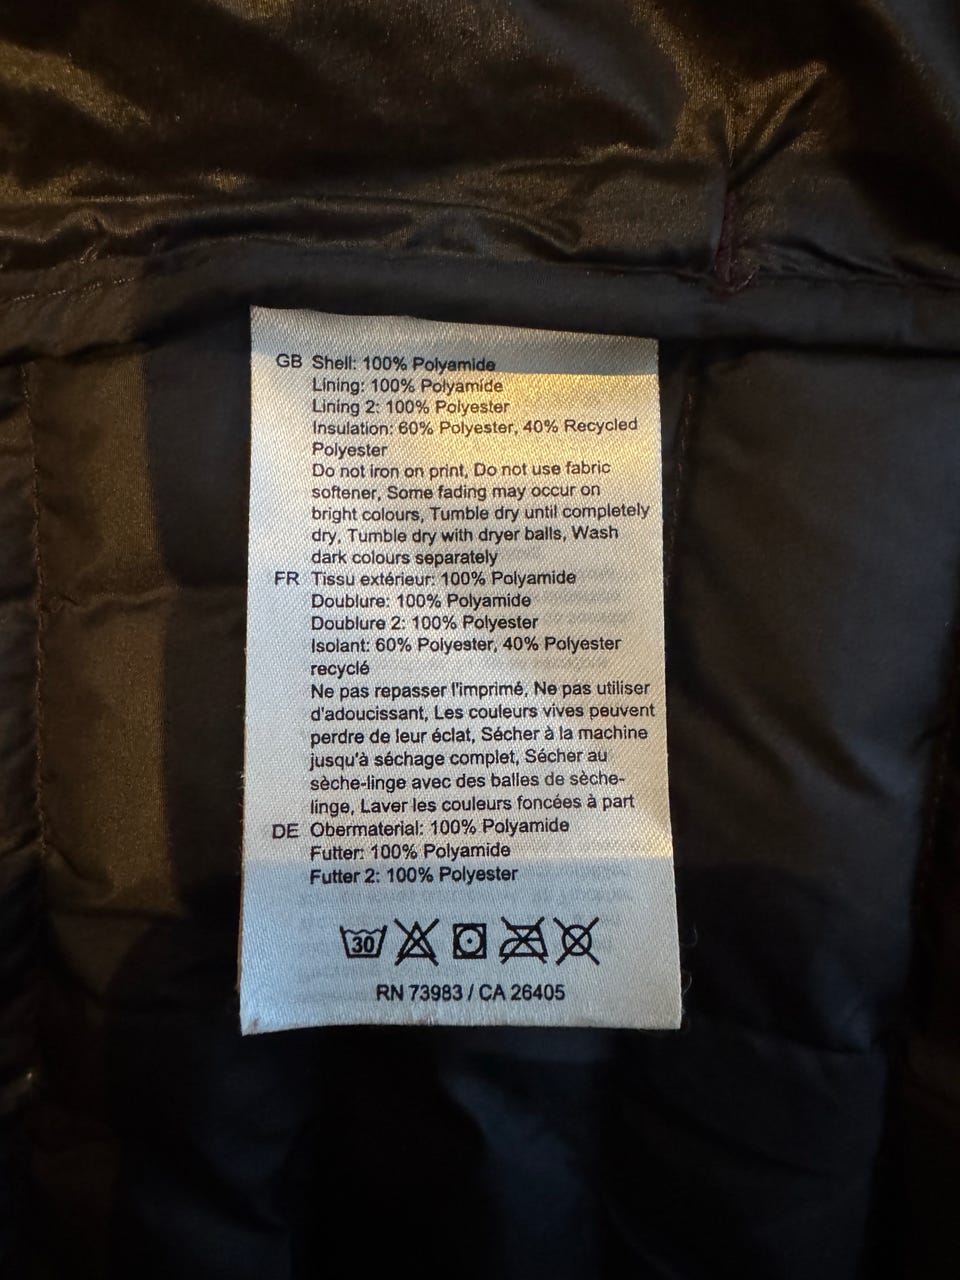 GB Shell: 100% Polyamide
Lining: 100% Polyamide
Lining 2: 100% Polyester
Insulation: 60% Polyester, 40% Recycled
Polyester
Do not iron on print, Do not use fabric
softener, Some fading may occur on
bright colours, Tumble dry until completely
dry, Tumble dry with dryer balls, Wash
dark colours separately
FR Tissu extérieur: 100% Polyamide
Doublure: 100% Polyamide
Doublure 2: 100% Polyester
Isolant: 60% Polyester, 40% Polyester
recyclé
Ne pas repasser l'imprimé, Ne pas utiliser
d'adoucissant, Les couleurs vives peuvent
perdre de leur éclat, Sécher à la machine
jusqu'à séchage complet, Sécher au
sèche-linge avec des balles de sèche-
linge, Laver les couleurs foncées à part
DE Obermaterial: 100% Polyamide
Futter: 100% Polyamide
Futter 2: 100% Polyester
30
RN 73983 / CA 26405